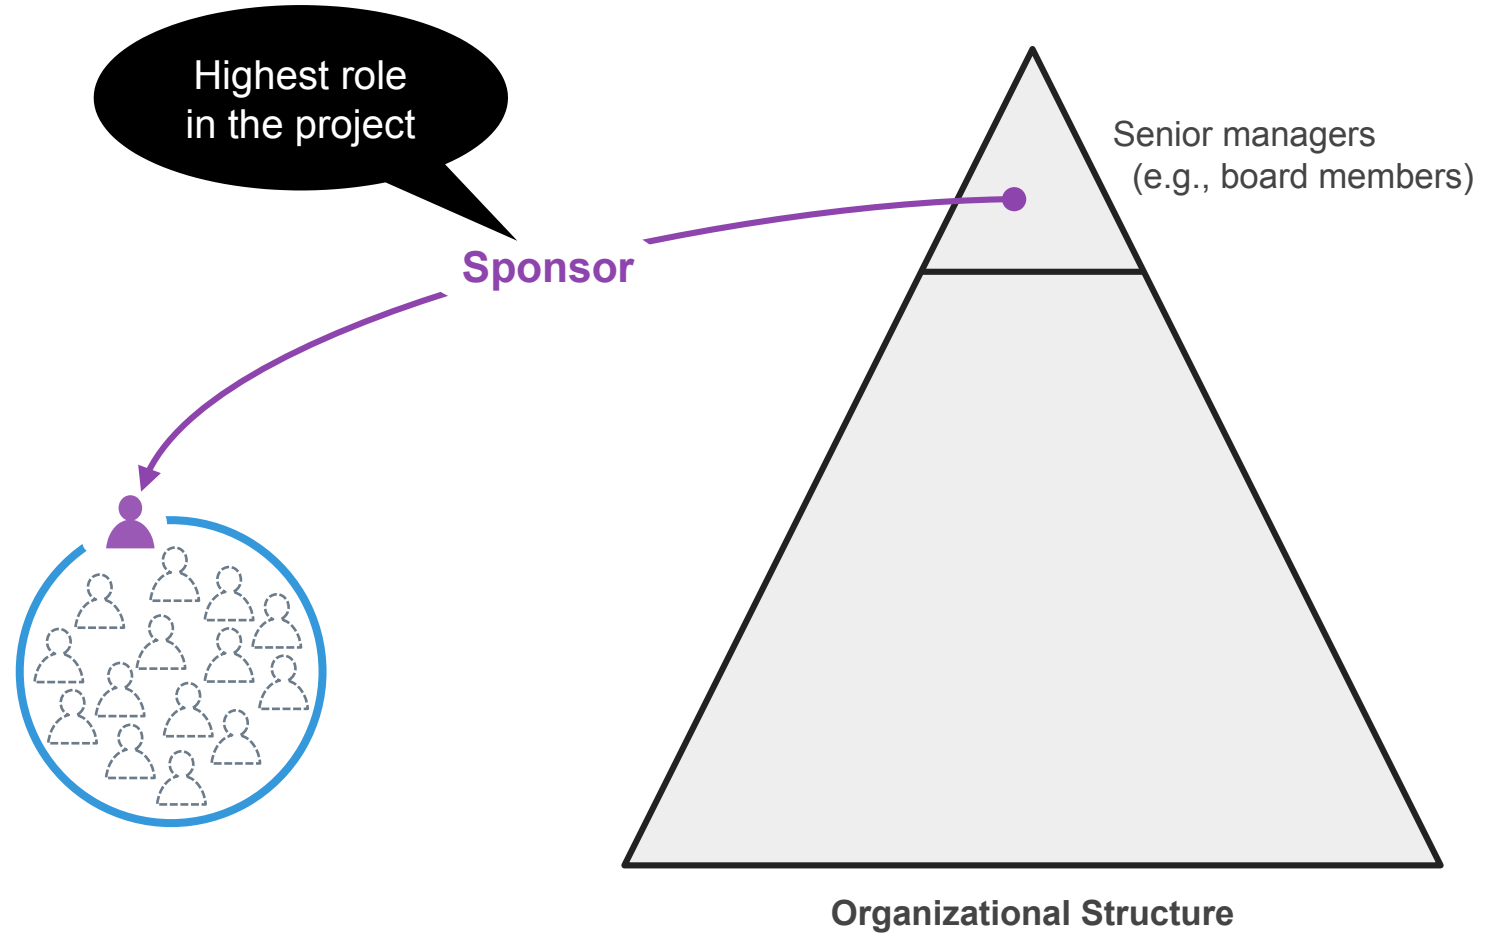 Highest role
in the project
Senior managers
(e.g., board members)
Sponsor
Organizational Structure